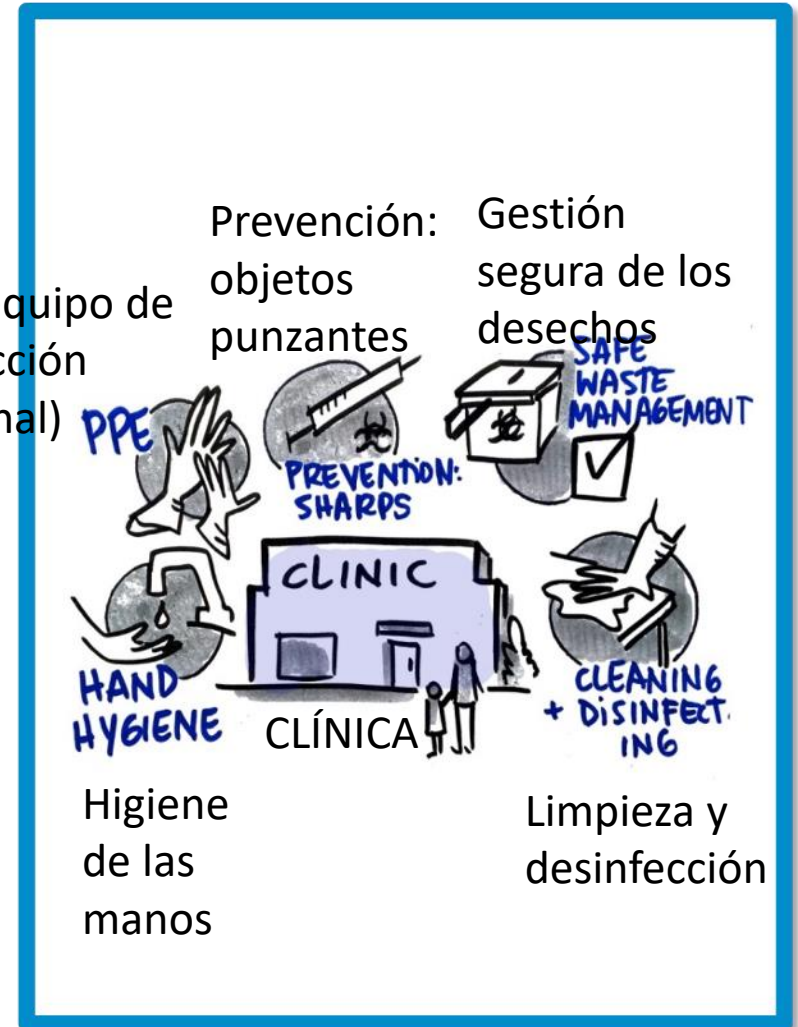 Prevención:
objetos
punzantes
Gestión
segura de los
desechos
quipo de
cción
nal)
PPE
PREVENTION:
SHARPS
SAFE
WASTE
MANAGEMENT
CLINIC
HAND
HYGIENE
CLÍNICA
CLEANING
+ DISINFECT.
ING
Higiene
de las
manos
Limpieza y
desinfección